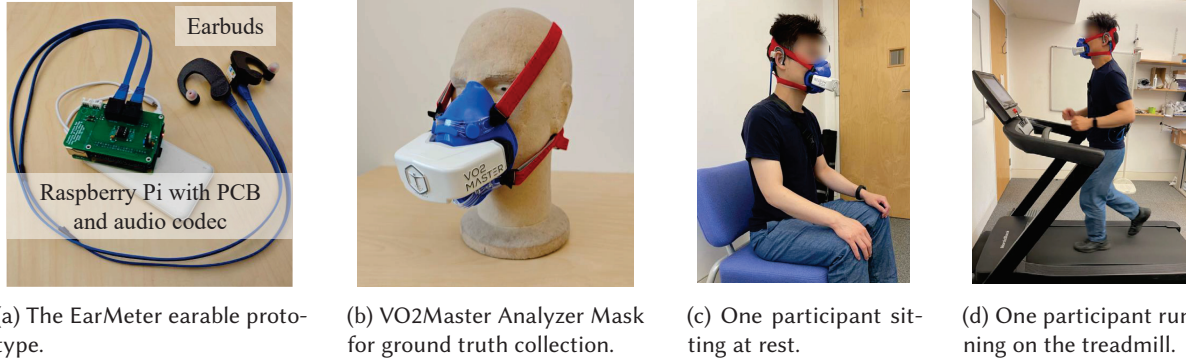 Earbuds
Raspberry Pi with PCB
and audio codec
VO2
MASTER
(a) The EarMeter earable proto-
type.
(b) VO2Master Analyzer Mask
for ground truth collection.
(c) One participant sit-
ting at rest.
(d) One participant run
ning on the treadmill.